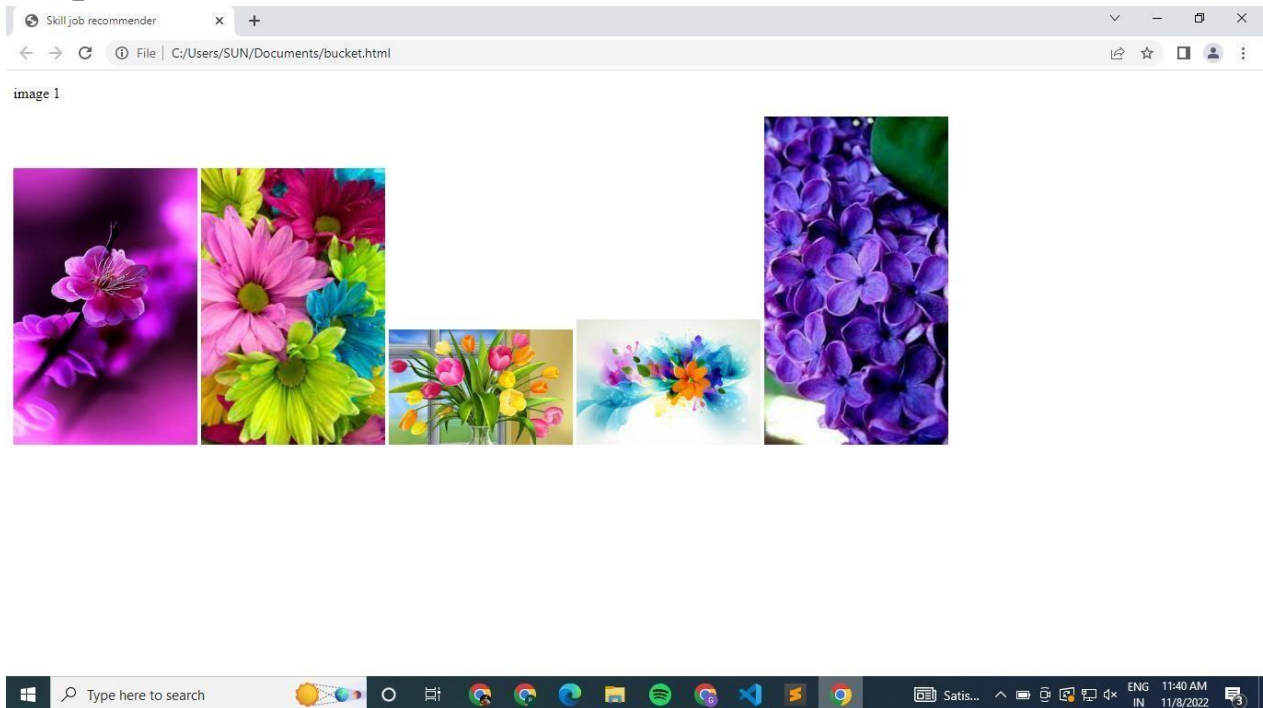 Skill job recommender
File | C:/Users/SUN/Documents/bucket.html
image 1
Type here to search
Satis...
ENG
IN
11:40 AM
11/8/2022
3